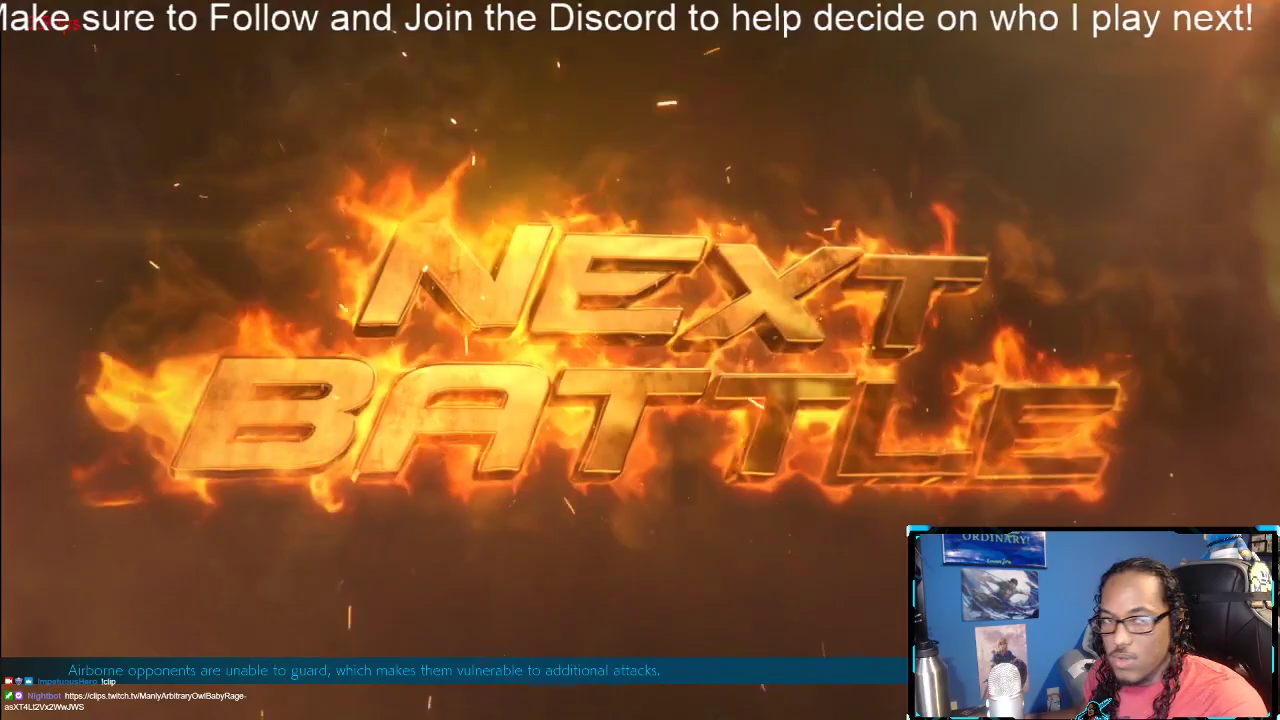 Make sure to Follow and Join the Discord to help decide on who I play next!
NEXT
BATTLE
ORDINARY!
Airborne opponents are unable to guard, which makes them vulnerable to additional attacks.
ImpetuousHero !clip
Nightbot https://clips.twitch.tv/ManlyArbitraryOwlBabyRage-
asXT4Lt2Vx2WwJWS